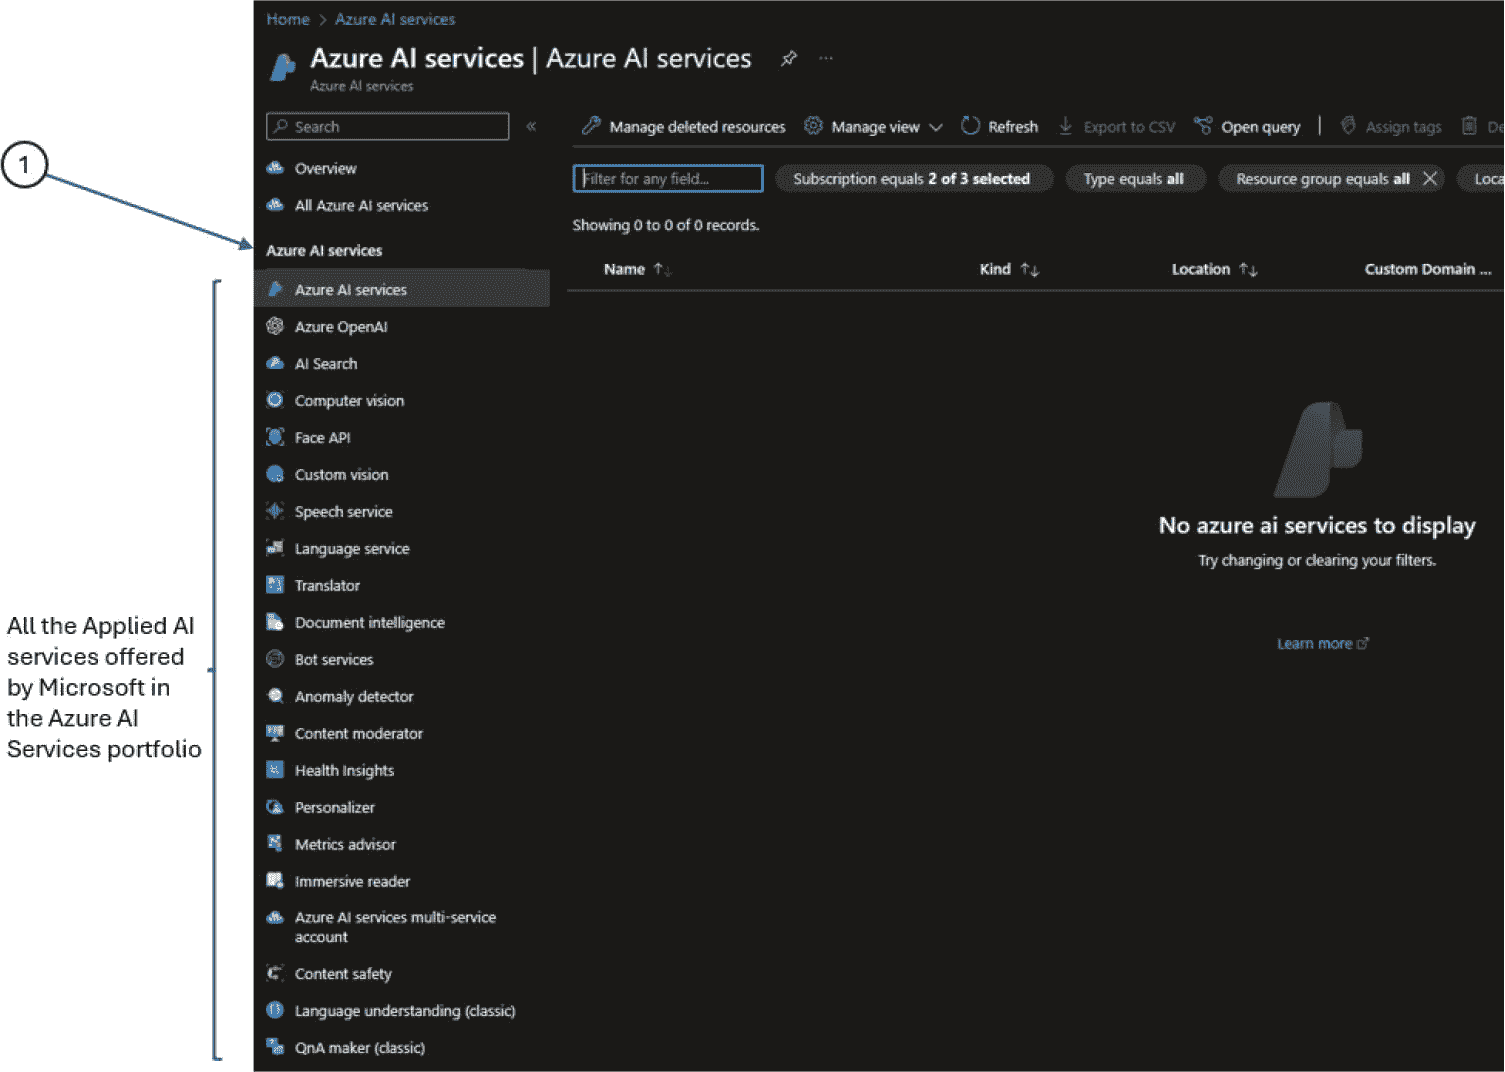 Home > Azure AI services
Azure AI services | Azure AI services ...
Azure AI services
Search «
Manage deleted resources Manage view Refresh Export to CSV Open query | Assign tags De
1
Overview
All Azure AI services
Filter for any field... Subscription equals 2 of 3 selected Type equals all Resource group equals all Loca
Showing 0 to 0 of 0 records.
Name ↑↓ Kind ↑↓ Location ↑↓ Custom Domain ...
Azure AI services
Azure AI services
Azure OpenAI
AI Search
Computer vision
Face API
Custom vision
Speech service
Language service
Translator
Document intelligence
Bot services
Anomaly detector
Content moderator
Health Insights
Personalizer
Metrics advisor
Immersive reader
Azure AI services multi-service
account
Content safety
Language understanding (classic)
QnA maker (classic)
No azure ai services to display
Try changing or clearing your filters.
Learn more
All the Applied AI
services offered
by Microsoft in
the Azure AI
Services portfolio